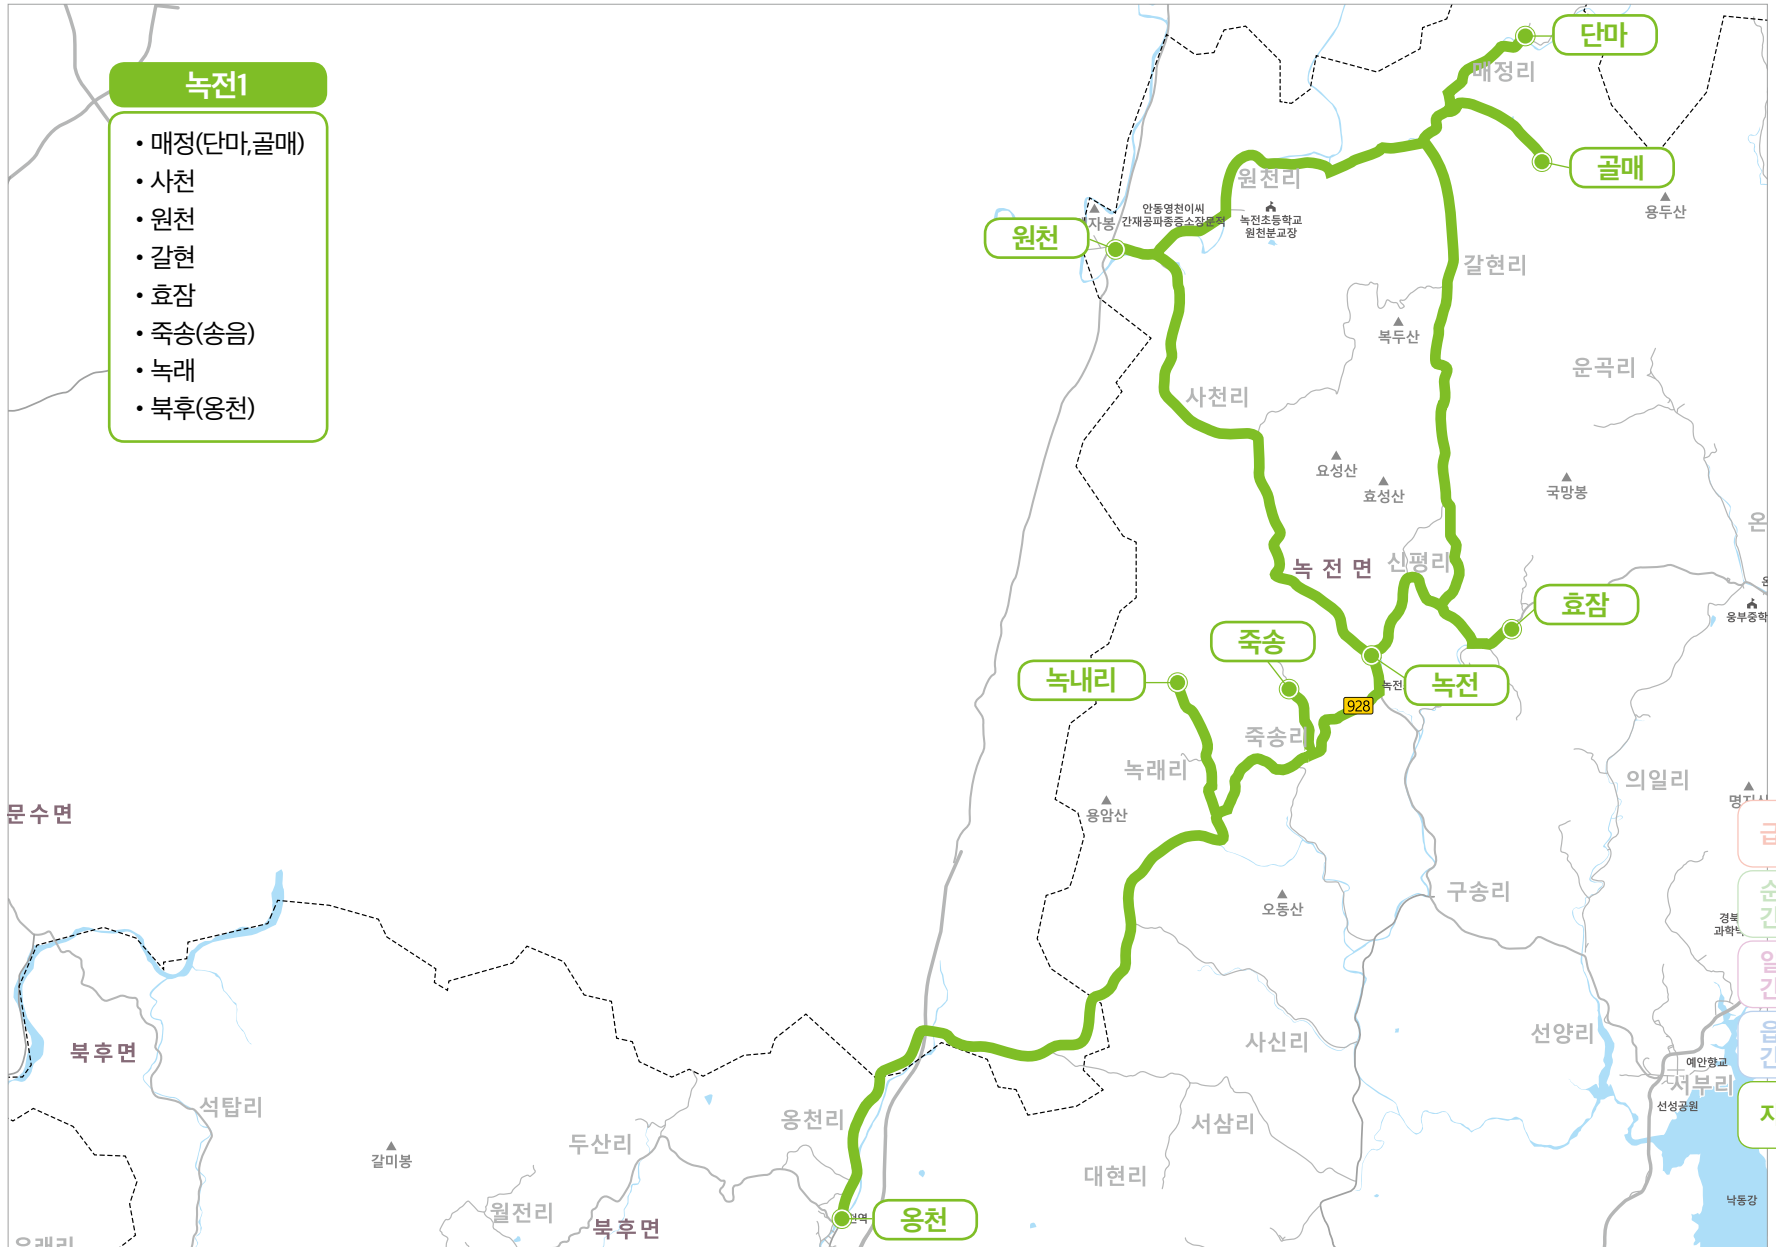 단마
녹전1
매정리
• 매정(단마,골매)
• 사천
• 원천
• 갈현
• 효잠
• 죽송(송음)
• 녹래
• 북후(옹천)
골매
원천리
안동영천이씨
간재공파종증소장문적
녹전초등학교
원천분교장
용두산
자봉
원천
갈현리
복두산
운곡리
사천리
요성산
효성산
국망봉
온
신평리
녹전면
효잠
죽송
녹내리
녹전
녹전
928
죽송리
녹래리
의일리
용암산
문수면
구송리
오동산
경북
북후면
사신리
선양리
예안향교
서부리
선성공원
석탑리
옹천리
두산리
서삼리
갈미봉
대현리
낙동강
월전리
북후면
옹천